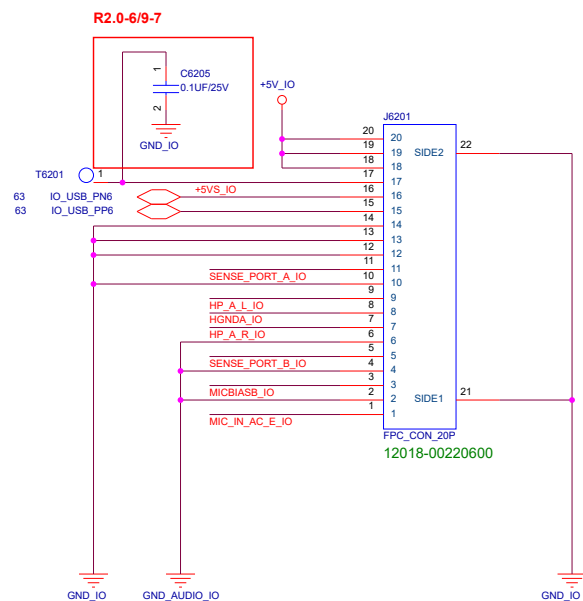 R2.0-6/9-7
1
C6205
0.1UF/25V
2
GND_IO
+5V_IO
J6201
20 20
19 19 SIDE2 22
18 18
T6201 1
17 17
+5VS_IO
63 IO_USB_PN6 16 16
63 IO_USB_PP6 15 15
14 14
13 13
12 12
11 11
SENSE_PORT_A_IO 10 10
9 9
HP_A_L_IO 8 8
HGNDA_IO 7 7
HP_A_R_IO 6 6
5 5
SENSE_PORT_B_IO 4 4
3 3
MICBIASB_IO 2 2 SIDE1 21
1 1
MIC_IN_AC_E_IO
FPC_CON_20P
12018-00220600
GND_IO GND_AUDIO_IO GND_IO